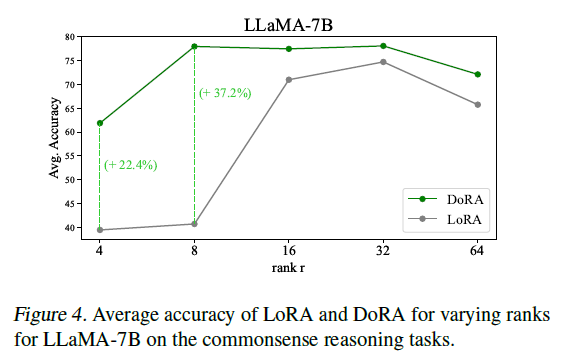 LLaMA-7B
80
75
70
65
60
55
50
45
40
Avg. Accuracy
(+ 22.4%)
(+ 37.2%)
DoRA
LoRA
4 8 16 32 64
rank r
Figure 4. Average accuracy of LoRA and DoRA for varying ranks
for LLaMA-7B on the commonsense reasoning tasks.